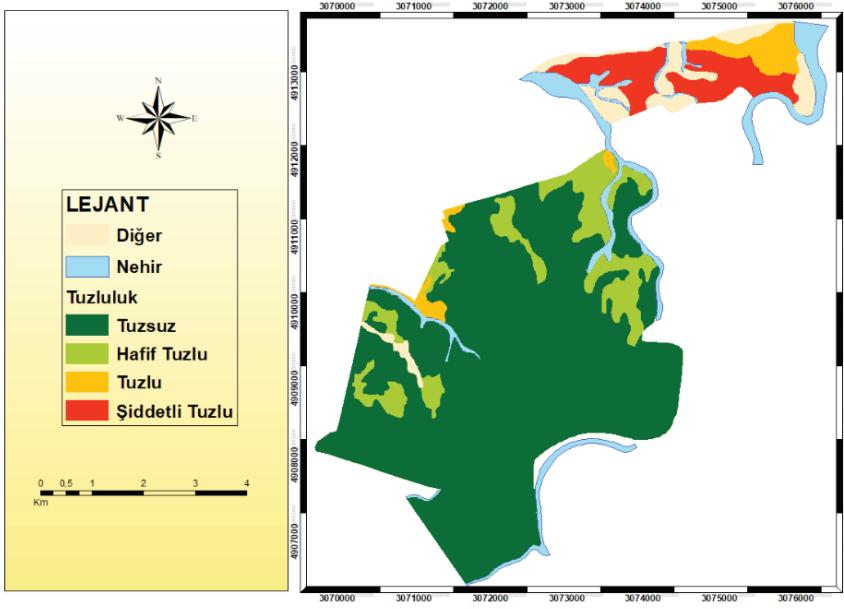 N
W E
S
LEJANT
Diğer
Nehir
Tuzluluk
Tuzsuz
Hafif Tuzlu
Tuzlu
Şiddetli Tuzlu
0 0,5 1 2 3 4
Km
3070000 3071000 3072000 3073000 3074000 3075000 3076000
4913000
4912000
4911000
4910000
4909000
4908000
4907000
3070000 3071000 3072000 3073000 3074000 3075000 3076000